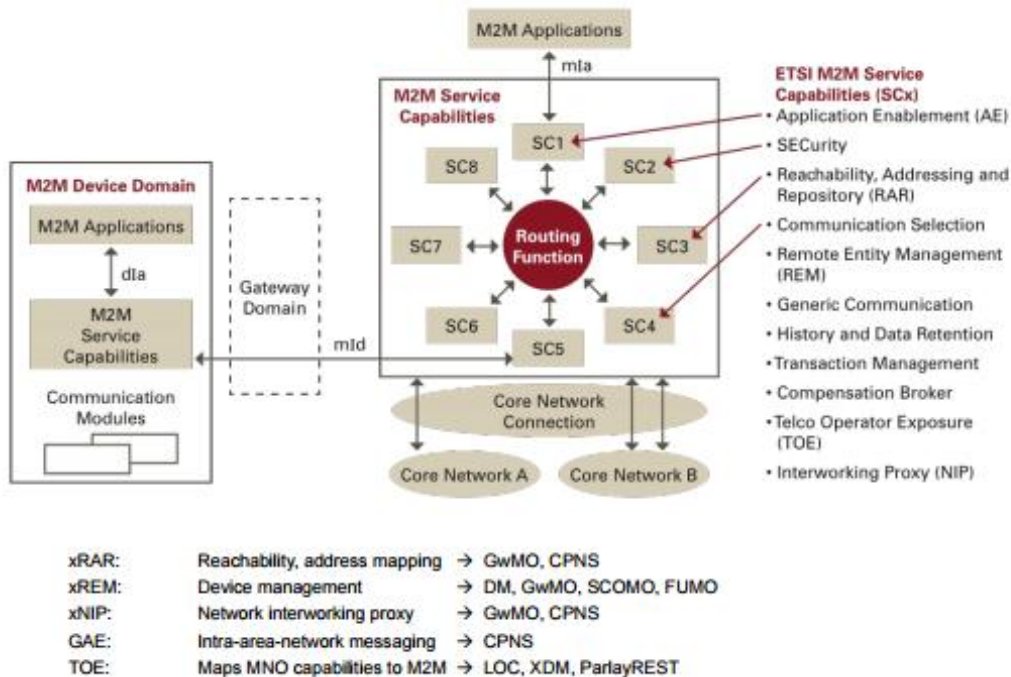 M2M Applications
mIa
M2M Service
Capabilities
SC1
SC2
SC3
SC4
SC5
SC6
SC7
SC8
Routing
Function
M2M Device Domain
M2M Applications
dIa
M2M
Service
Capabilities
Communication
Modules
Gateway
Domain
mId
Core Network
Connection
Core Network A
Core Network B
ETSI M2M Service
Capabilities (SCx)
• Application Enablement (AE)
• SECurity
• Reachability, Addressing and
Repository (RAR)
• Communication Selection
• Remote Entity Management
(REM)
• Generic Communication
• History and Data Retention
• Transaction Management
• Compensation Broker
• Telco Operator Exposure
(TOE)
• Interworking Proxy (NIP)
xRAR: Reachability, address mapping → GwMO, CPNS
xREM: Device management → DM, GwMO, SCOMO, FUMO
xNIP: Network interworking proxy → GwMO, CPNS
GAE: Intra-area-network messaging → CPNS
TOE: Maps MNO capabilities to M2M → LOC, XDM, ParlayREST